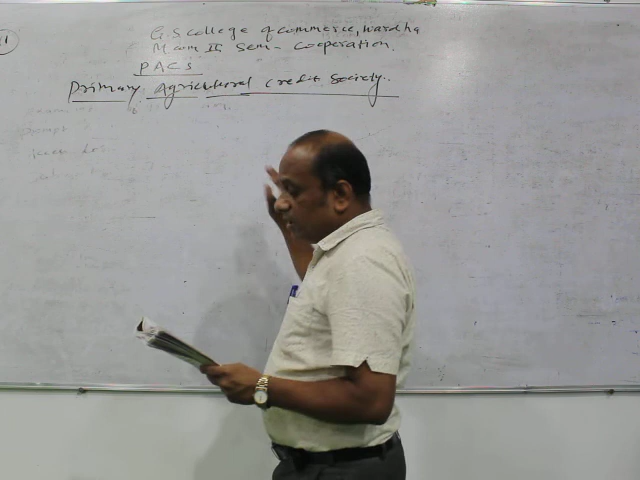 G.S college of commerce, wardha
M com II sem - cooperation.
PACS
Primary Agricultural credit society.